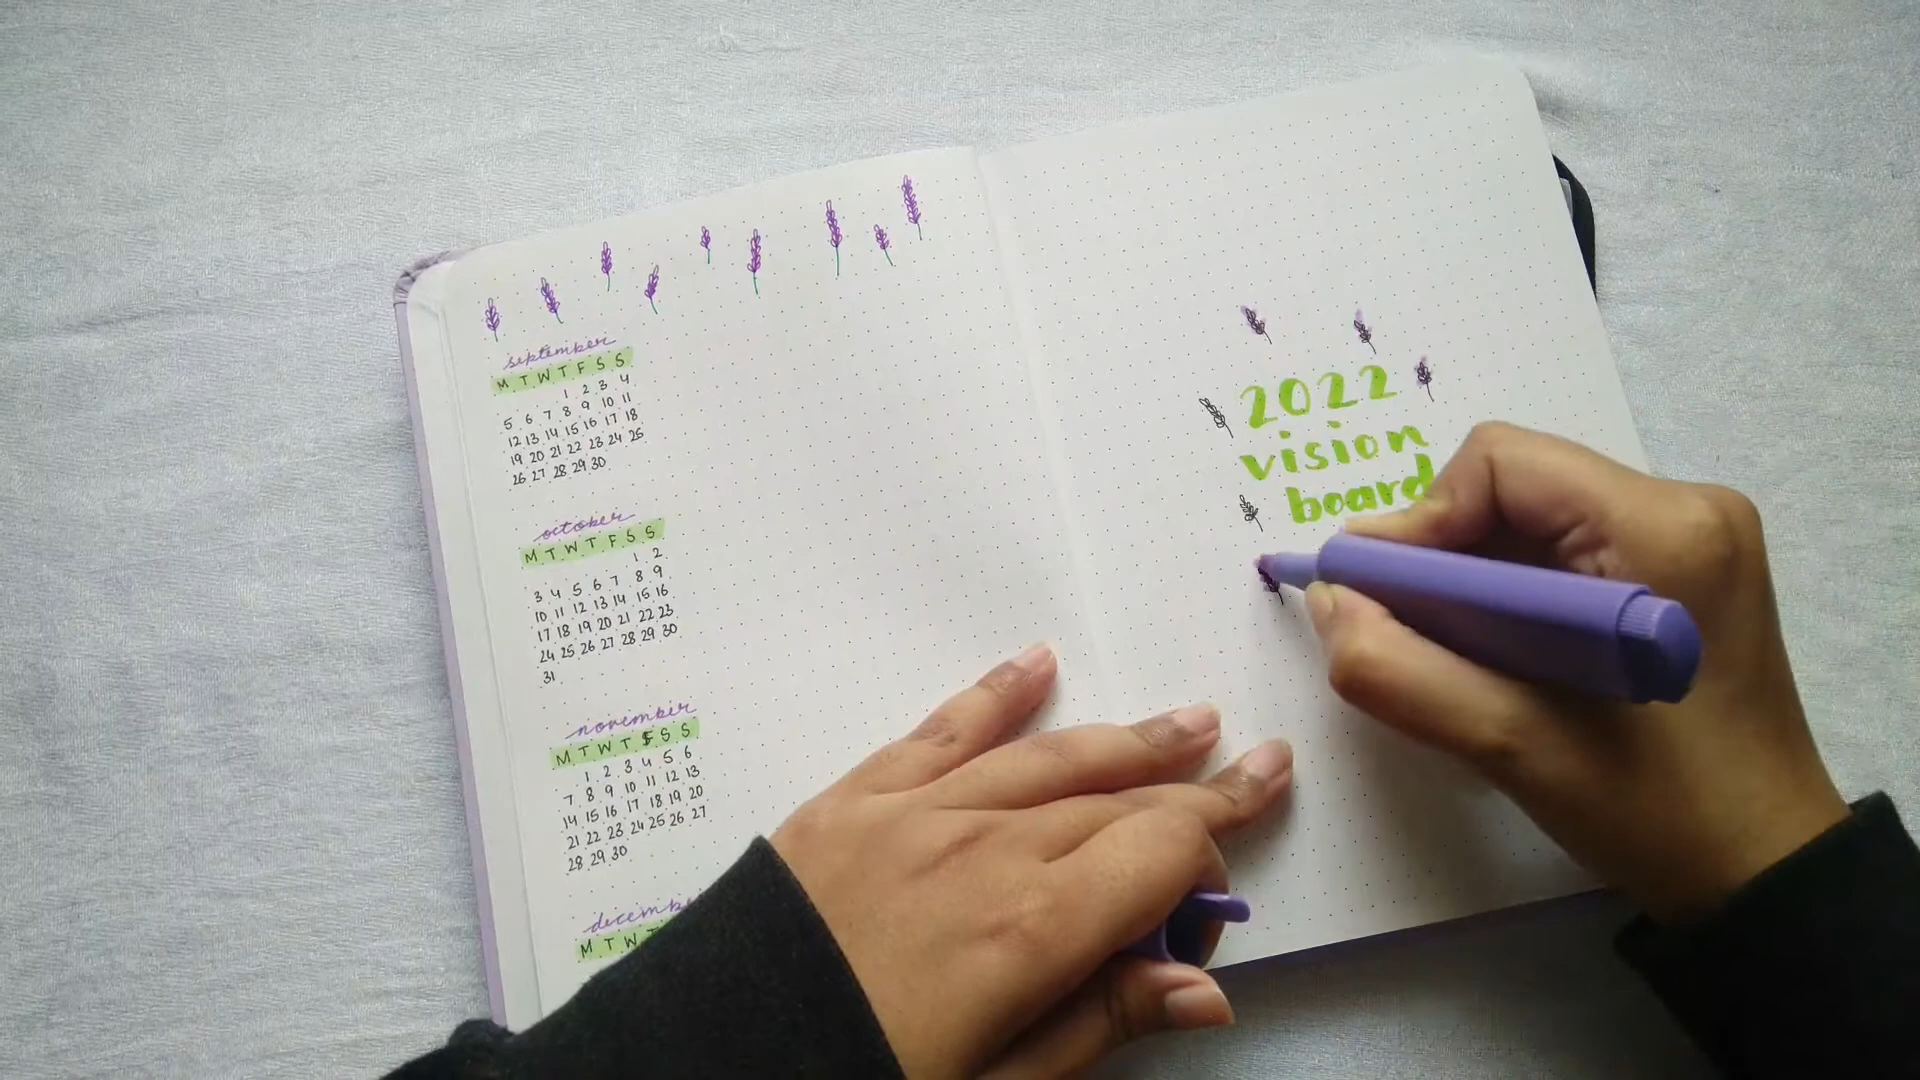 september
M T W T F S S
1 2 3 4
5 6 7 8 9 10 11
12 13 14 15 16 17 18
19 20 21 22 23 24 25
26 27 28 29 30
october
M T W T F S S
1 2
3 4 5 6 7 8 9
10 11 12 13 14 15 16
17 18 19 20 21 22 23
24 25 26 27 28 29 30
31
november
M T W T F S S
1 2 3 4 5 6
7 8 9 10 11 12 13
14 15 16 17 18 19 20
21 22 23 24 25 26 27
28 29 30
decembe
M T W T
2022
vision
board